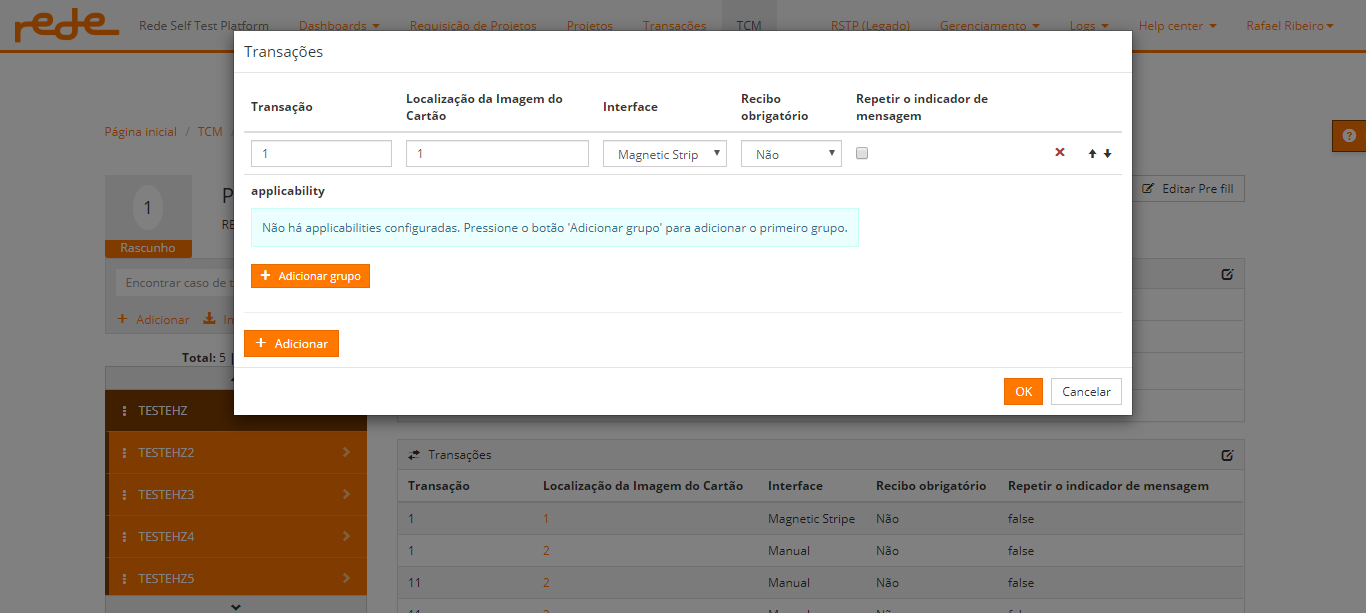 rede Rede Self Test Platform Dashboards Requisição de Projetos Projetos Transações TCM RSTP (Legado) Gerenciamento Logs Help center Rafael Ribeiro
Transações
Transação Localização da Imagem do Cartão Interface Recibo obrigatório Repetir o indicador de mensagem
1 1 Magnetic Strip Não
applicability
Não há applicabilities configuradas. Pressione o botão 'Adicionar grupo' para adicionar o primeiro grupo.
+ Adicionar grupo
+ Adicionar
OK Cancelar
Página inicial / TCM /
1 P
RE
Rascunho
Editar Pre fill
Encontrar caso de t
+ Adicionar In
Total: 5 |
TESTEHZ
TESTEHZ2
TESTEHZ3
TESTEHZ4
TESTEHZ5
Transações
Transação Localização da Imagem do Cartão Interface Recibo obrigatório Repetir o indicador de mensagem
1 1 Magnetic Stripe Não false
1 2 Manual Não false
11 2 Manual Não false